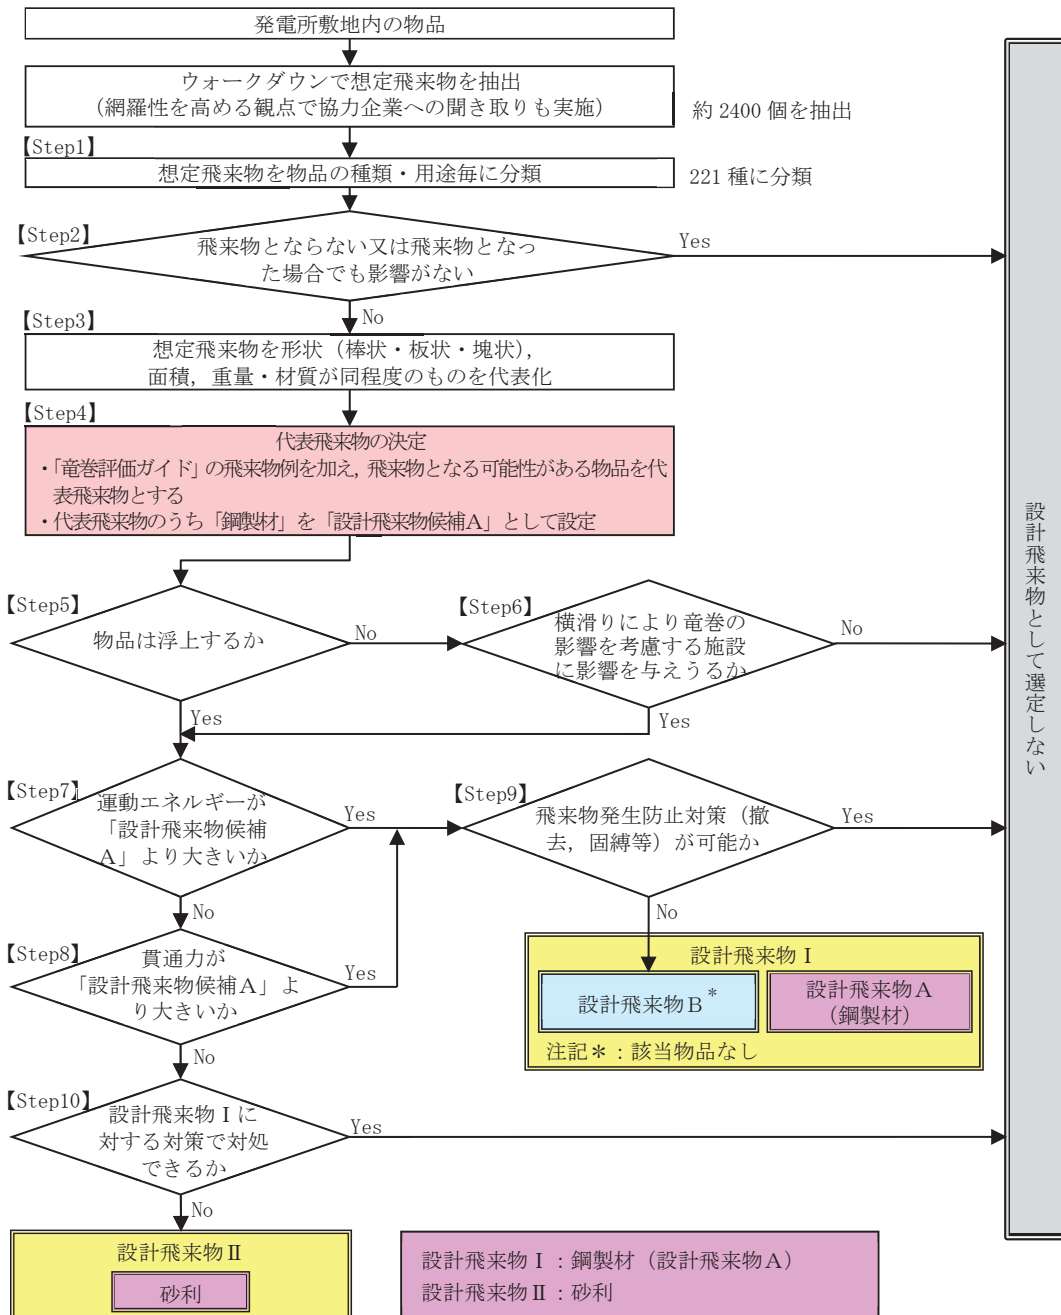 発電所敷地内の物品
ウォークダウンで想定飛来物を抽出
（網羅性を高める観点で協力企業への聞き取りも実施）
約 2400 個を抽出
【Step1】
想定飛来物を物品の種類・用途毎に分類
221 種に分類
【Step2】
飛来物とならない又は飛来物となっ
た場合でも影響がない
Yes
No
【Step3】
想定飛来物を形状（棒状・板状・塊状），
面積，重量・材質が同程度のものを代表化
【Step4】
代表飛来物の決定
・「竜巻評価ガイド」の飛来物例を加え，飛来物となる可能性がある物品を代
表飛来物とする
・代表飛来物のうち「鋼製材」を「設計飛来物候補Ａ」として設定
【Step5】
物品は浮上するか
No
Yes
【Step6】
横滑りにより竜巻の
影響を考慮する施設
に影響を与えうるか
No
Yes
【Step7】
運動エネルギーが
「設計飛来物候補
Ａ」より大きいか
Yes
No
【Step9】
飛来物発生防止対策（撤
去，固縛等）が可能か
Yes
No
【Step8】
貫通力が
「設計飛来物候補Ａ」よ
り大きいか
Yes
No
設計飛来物Ⅰ
設計飛来物Ｂ*
設計飛来物Ａ
（鋼製材）
注記＊：該当物品なし
【Step10】
設計飛来物Ⅰに
対する対策で対処
できるか
Yes
No
設計飛来物Ⅱ
砂利
設計飛来物Ⅰ：鋼製材（設計飛来物Ａ）
設計飛来物Ⅱ：砂利
設計飛来物として選定しない